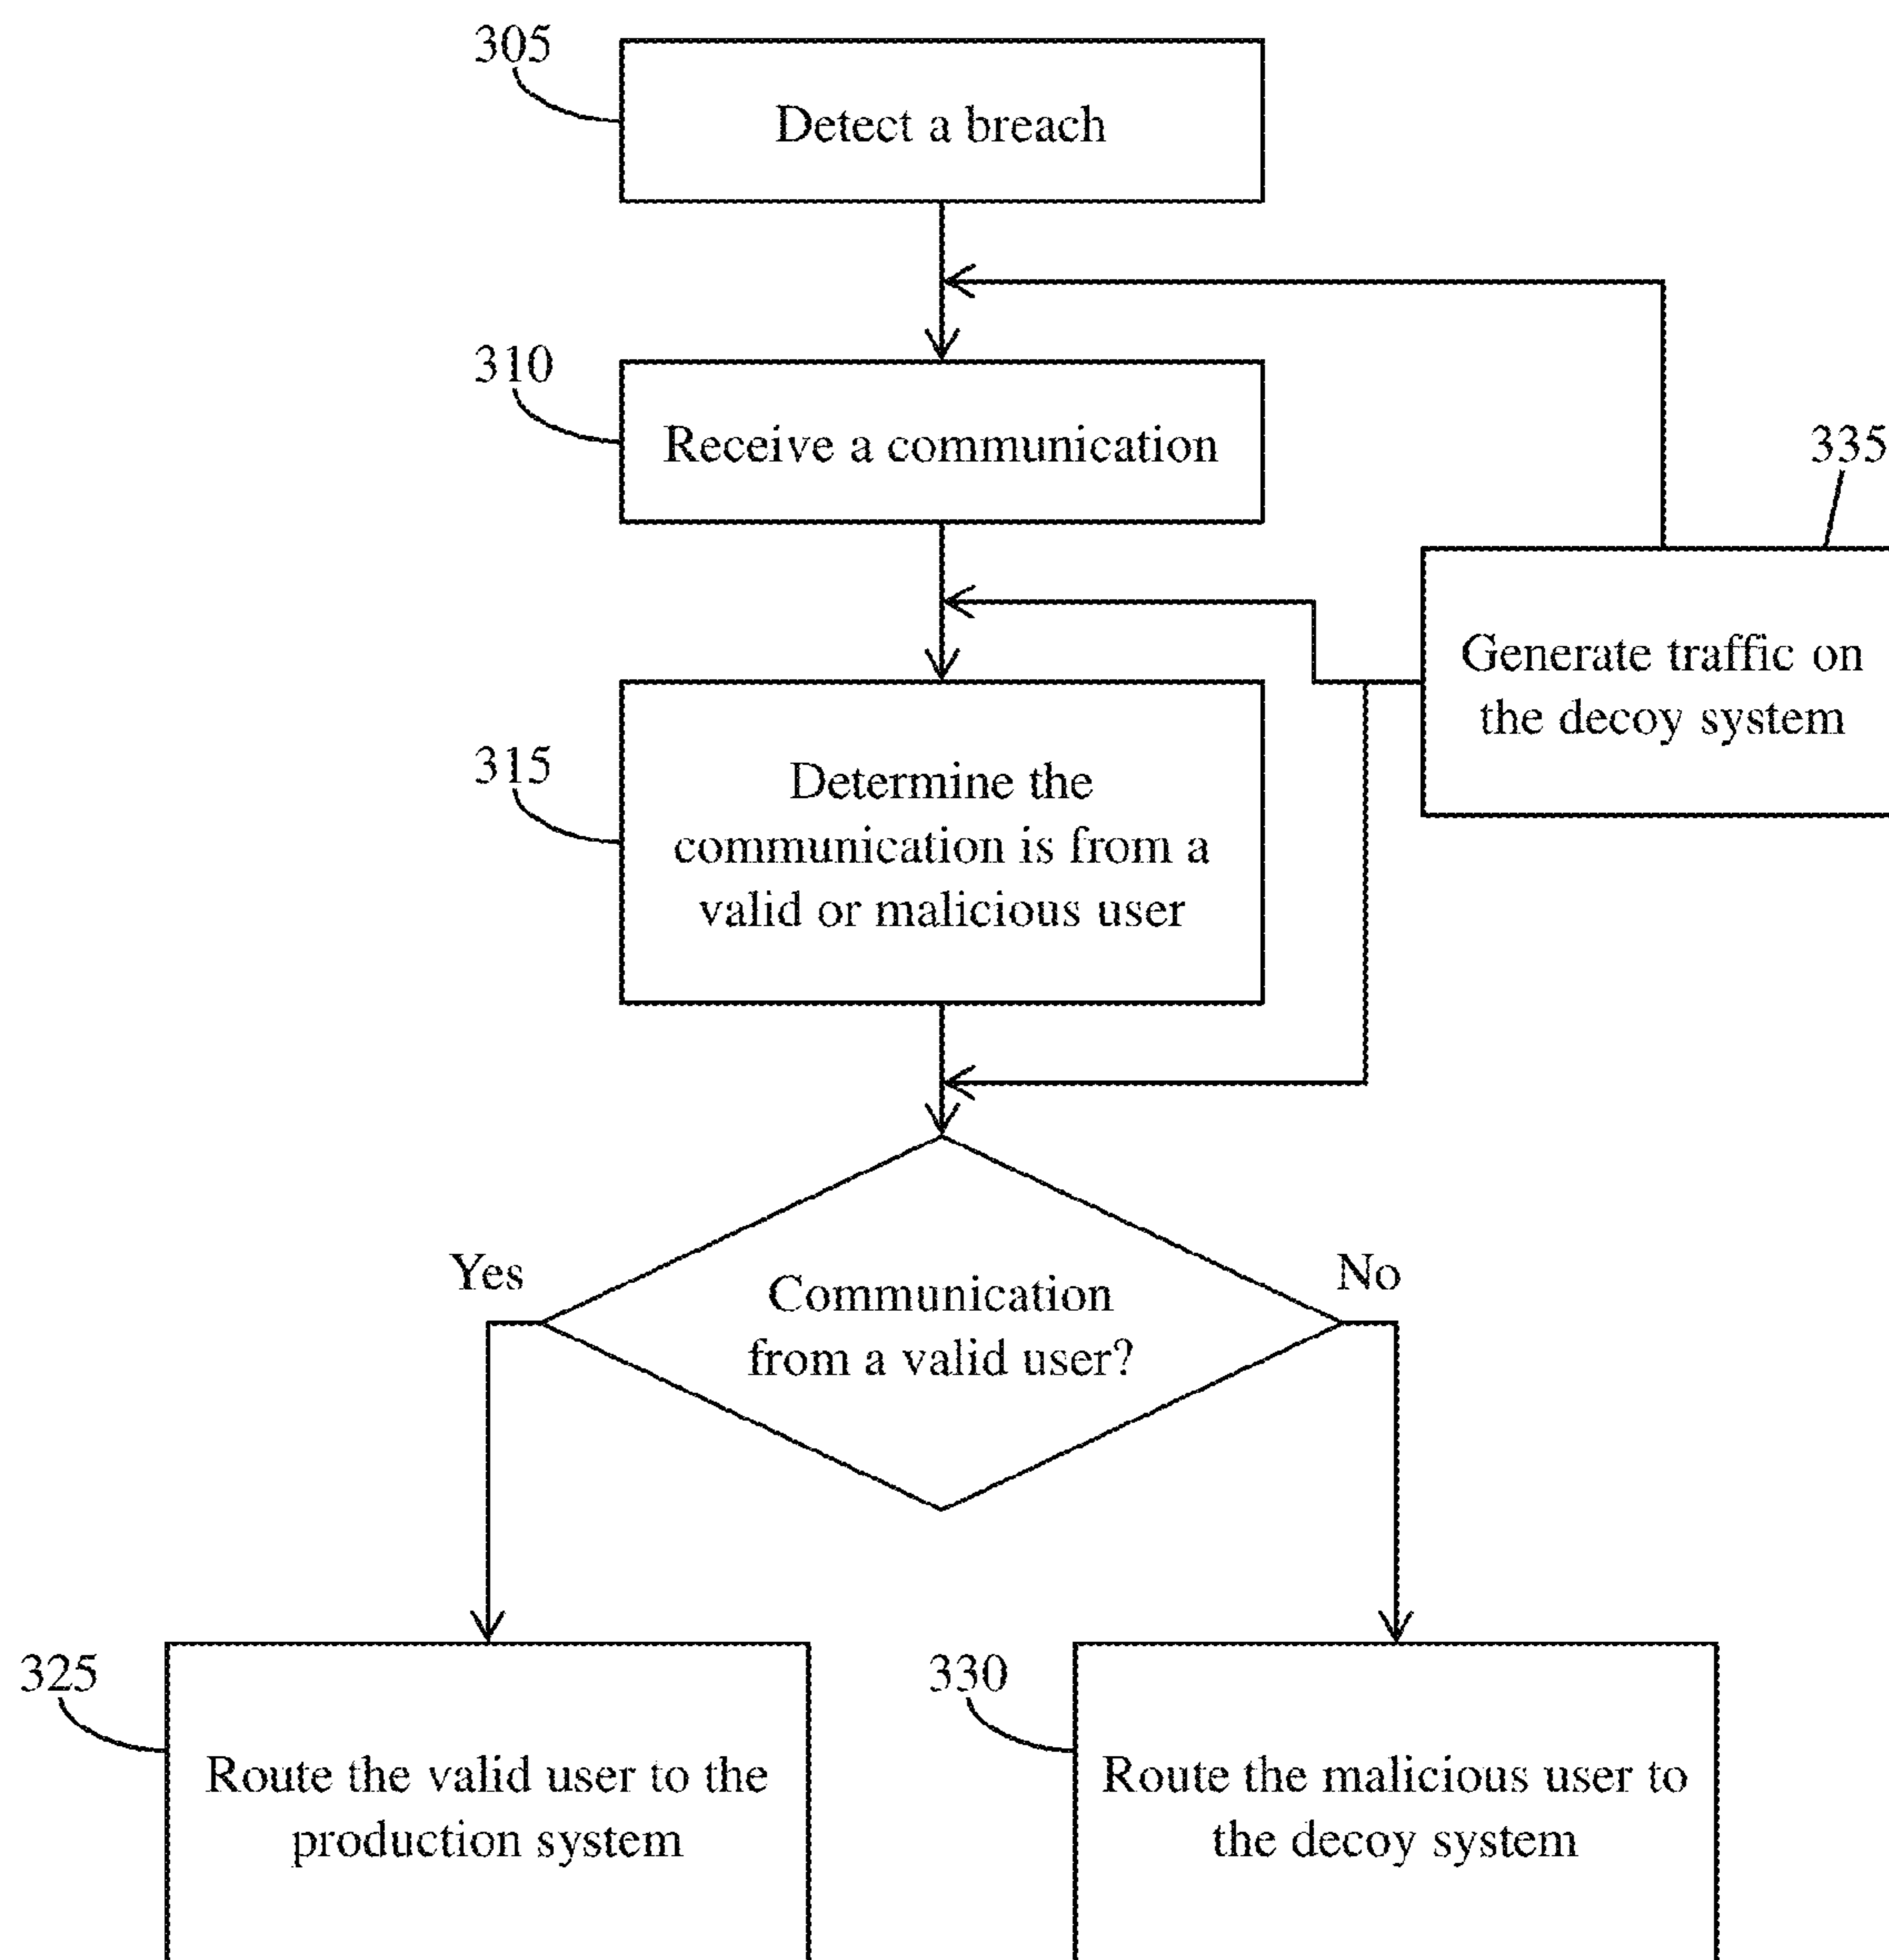 305
Detect a breach
310
Receive a communication
335
Generate traffic on
the decoy system
315
Determine the
communication is from a
valid or malicious user
Yes
No
Communication
from a valid user?
325
Route the valid user to the
production system
330
Route the malicious user to
the decoy system